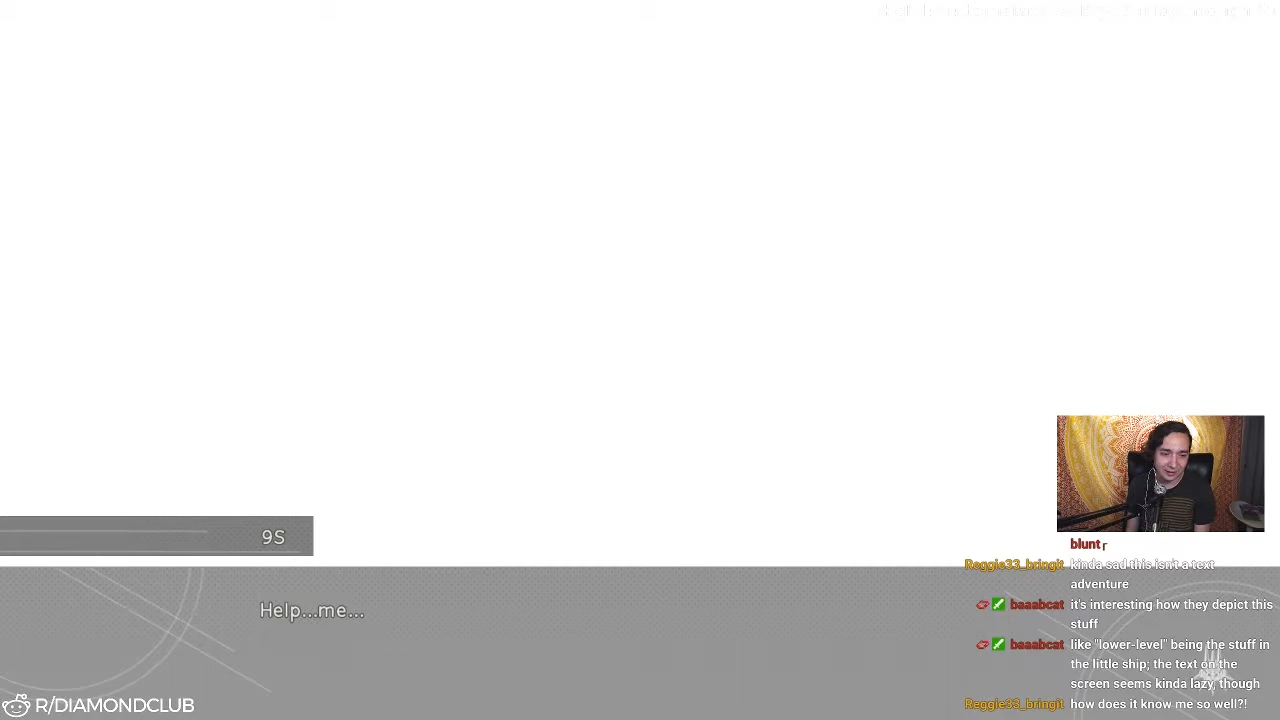 9S
Help...me...
blunt
Reggie33_bringit kinda sad this isn't a text
adventure
baaabcat it's interesting how they depict this
stuff
baaabcat like "lower-level" being the stuff in
the little ship; the text on the
screen seems kinda lazy, though
Reggie33_bringit how does it know me so well?!
R/DIAMONDCLUB